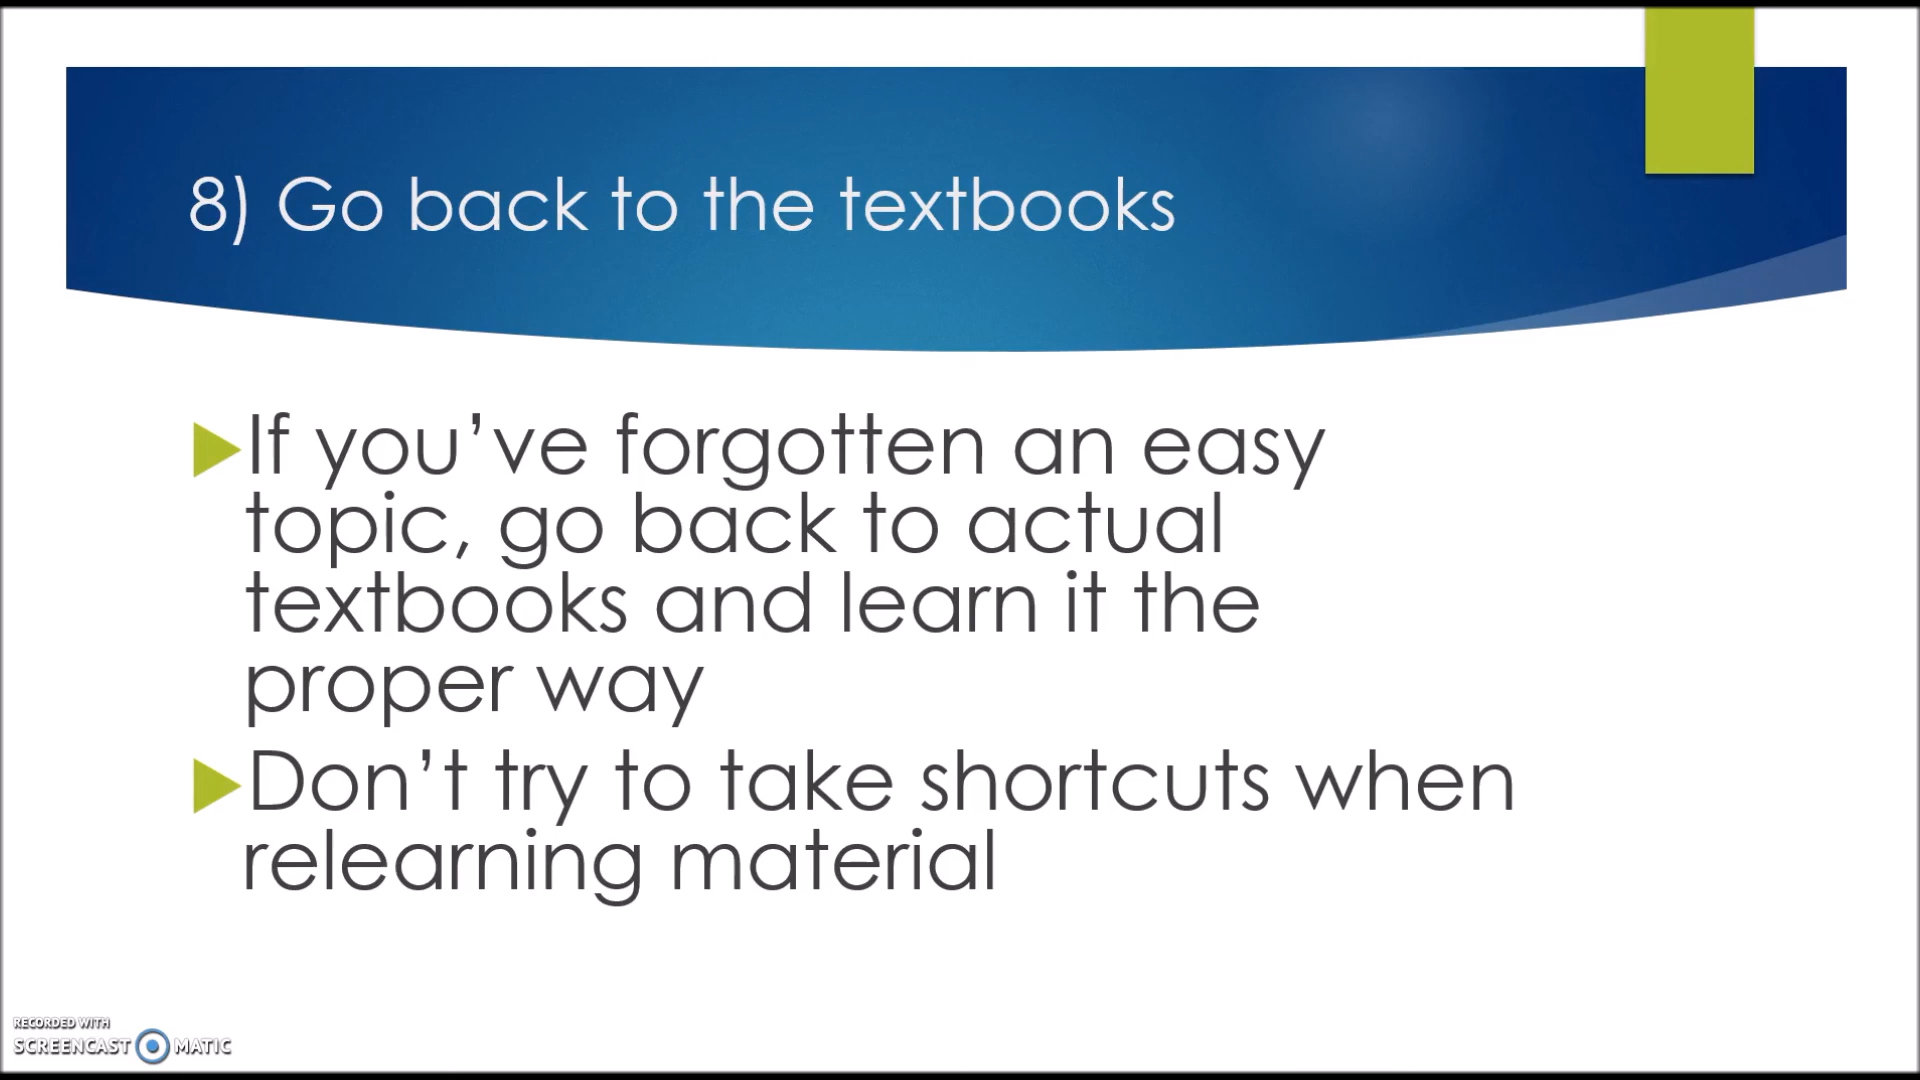 8) Go back to the textbooks
If you’ve forgotten an easy
topic, go back to actual
textbooks and learn it the
proper way
Don’t try to take shortcuts when
relearning material
RECORDED WITH
SCREENCAST MATIC